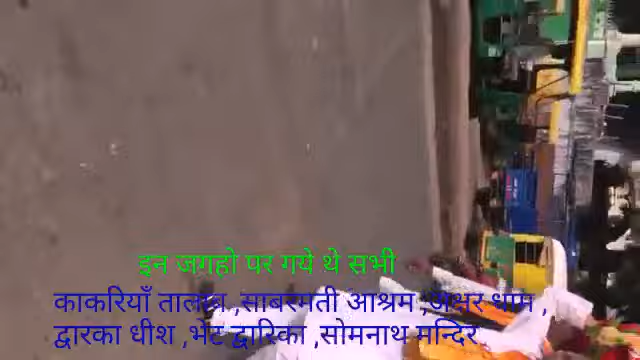 इन जगहो पर गये थे सभी
काकरियाँ तालाब ,साबरमती आश्रम ,अक्षर धाम ,
द्वारका धीश ,भेट द्वारिका ,सोमनाथ मन्दिर